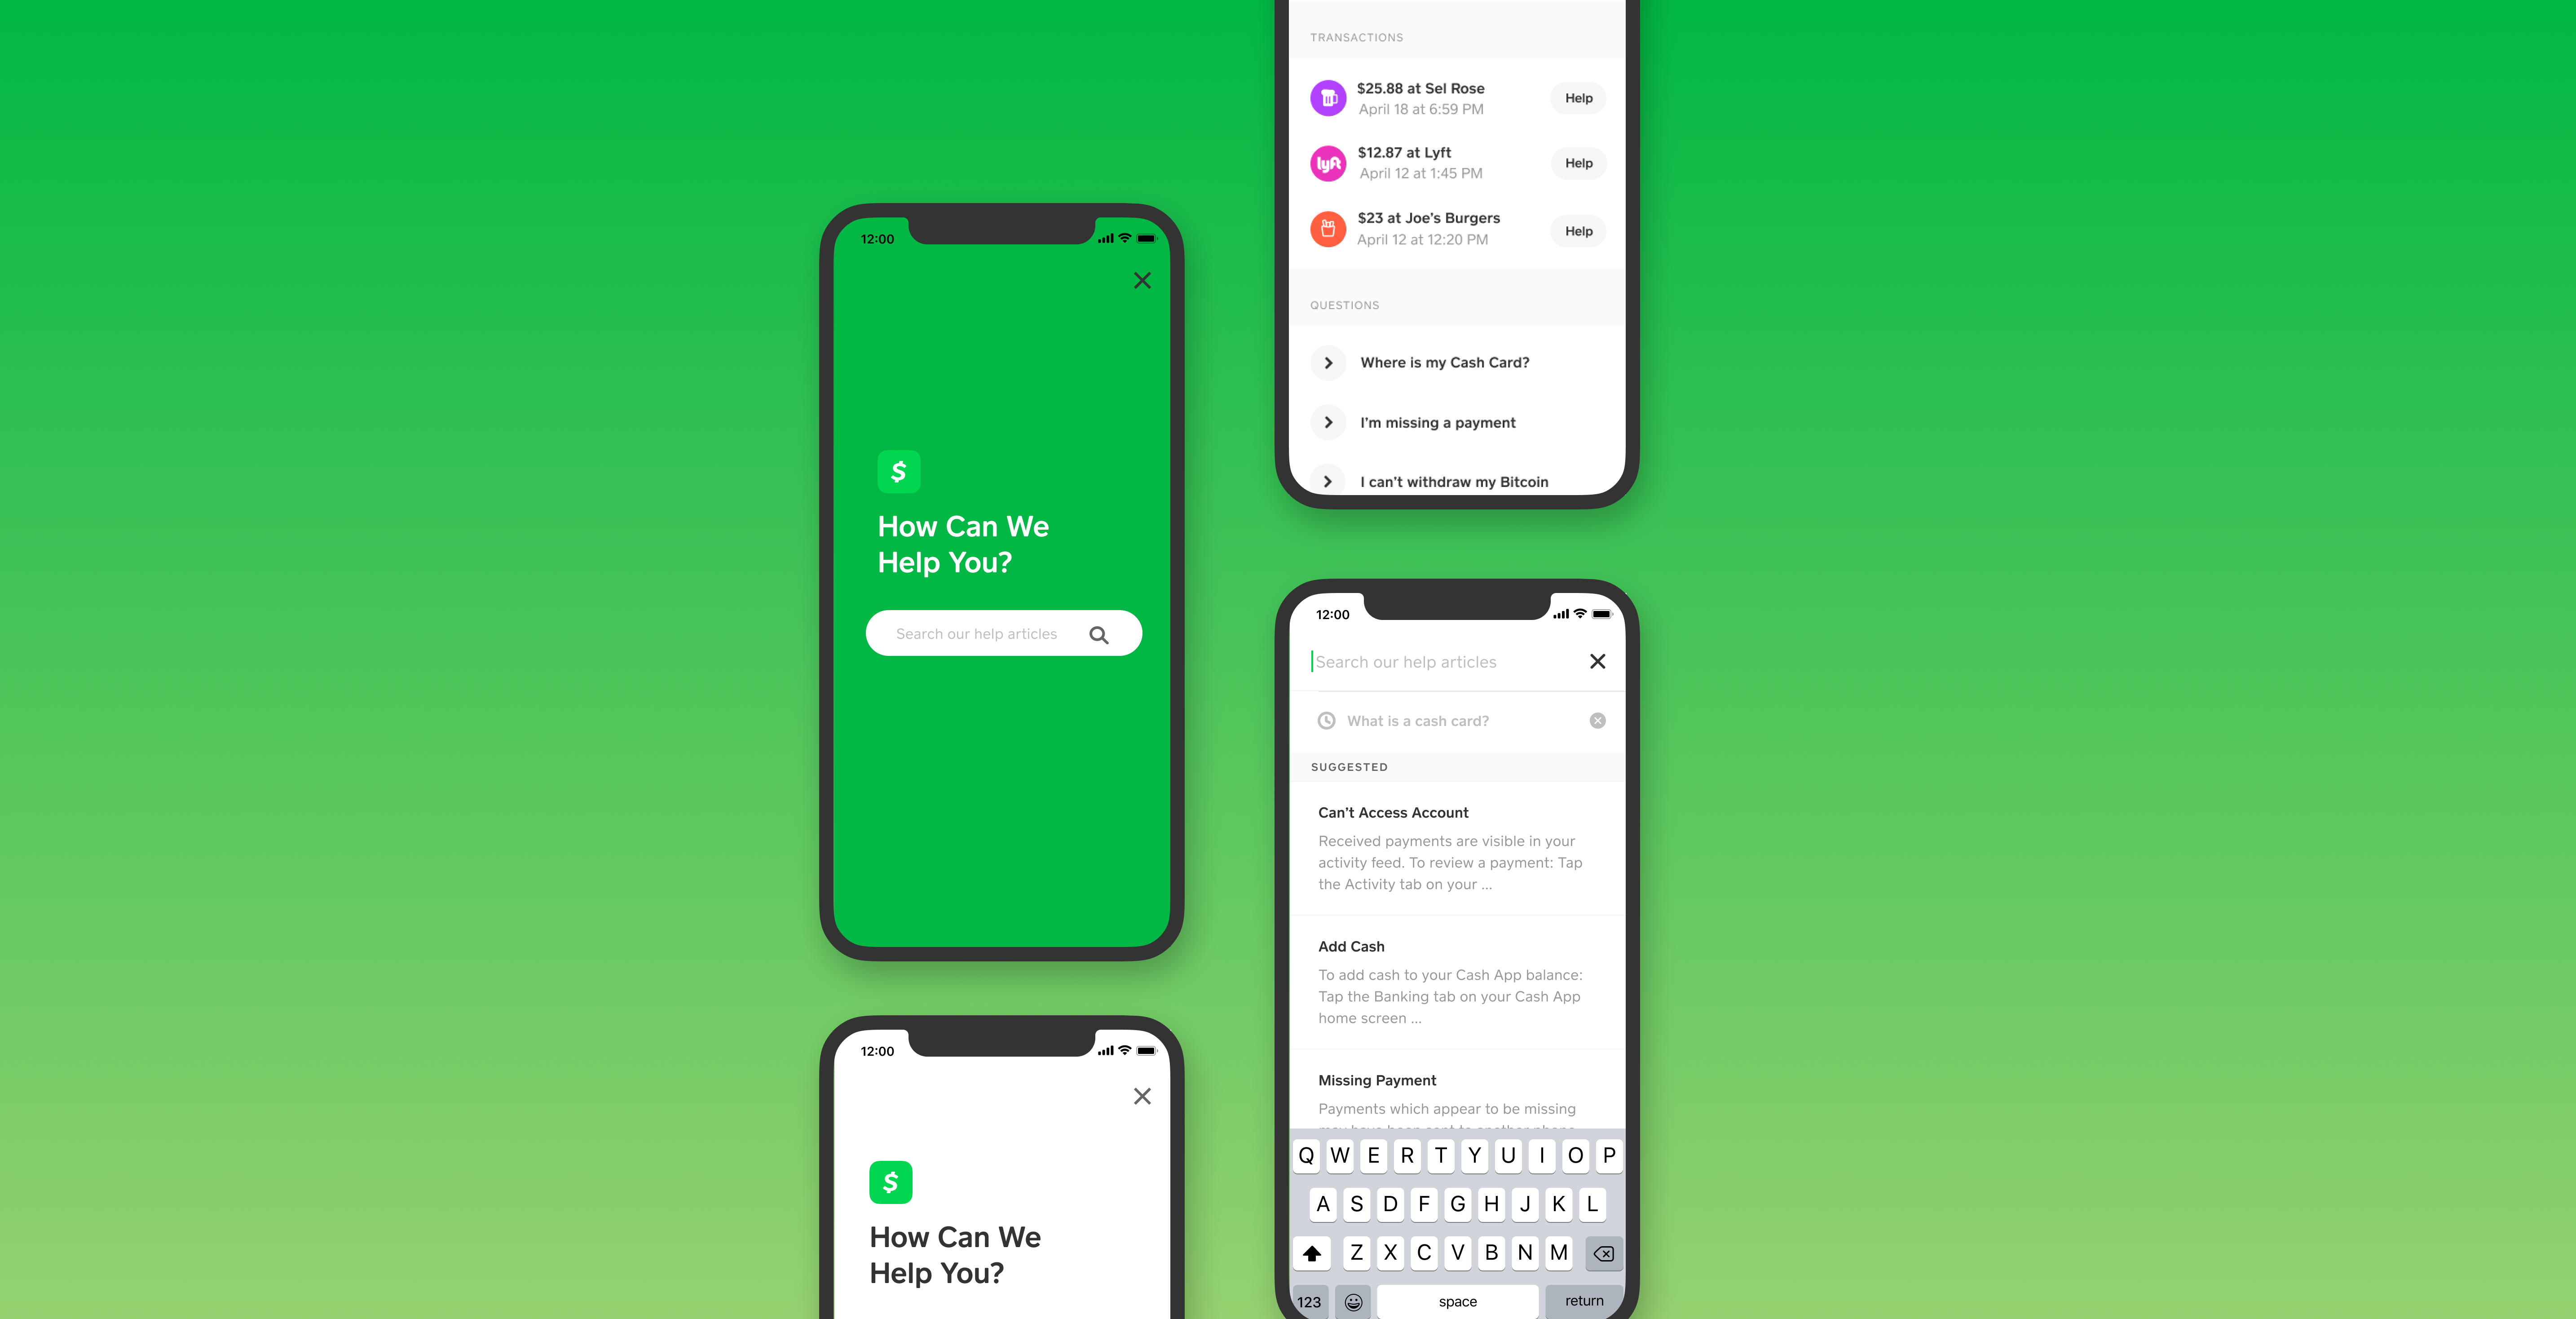 12:00
$
How Can We
Help You?
Search our help articles
12:00
$
How Can We
Help You?
TRANSACTIONS
$25.88 at Sel Rose
April 18 at 6:59 PM
Help
lyft
$12.87 at Lyft
April 12 at 1:45 PM
Help
$23 at Joe’s Burgers
April 12 at 12:20 PM
Help
QUESTIONS
Where is my Cash Card?
I’m missing a payment
I can’t withdraw my Bitcoin
12:00
Search our help articles
What is a cash card?
SUGGESTED
Can’t Access Account
Received payments are visible in your
activity feed. To review a payment: Tap
the Activity tab on your ...
Add Cash
To add cash to your Cash App balance:
Tap the Banking tab on your Cash App
home screen ...
Missing Payment
Payments which appear to be missing
Q W E R T Y U I O P
A S D F G H J K L
Z X C V B N M
123 space return